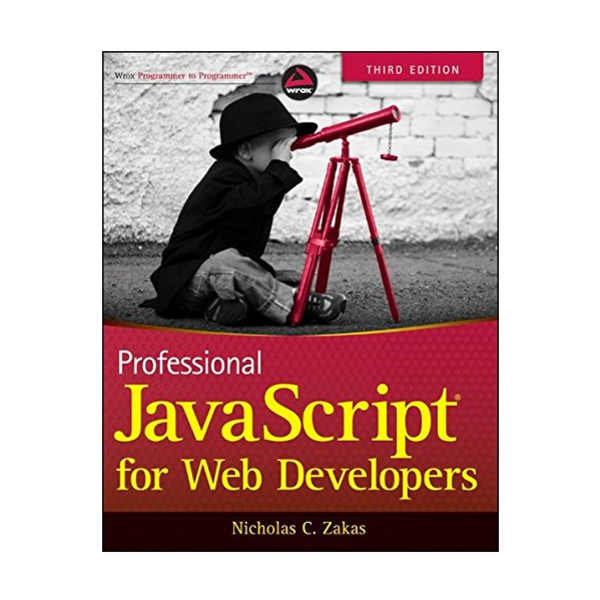 Wrox Programmer to Programmer™
wrox
THIRD EDITION
Professional
JavaScript®
for Web Developers
Nicholas C. Zakas